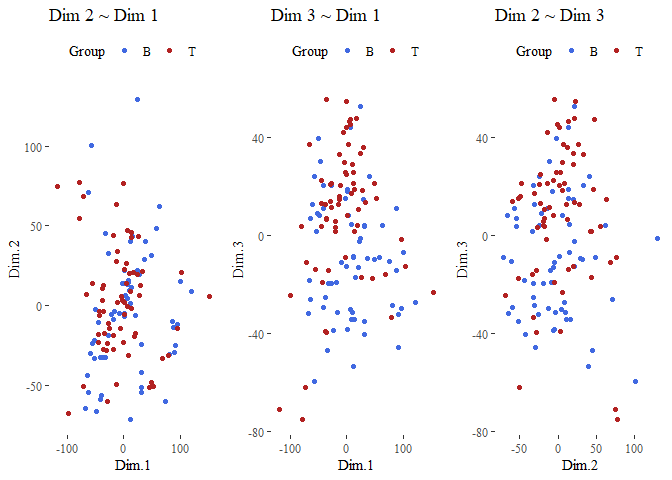 Dim 2 ~ Dim 1
Group B T
100
50
0
-50
Dim.2
-100 0 100
Dim.1
Dim 3 ~ Dim 1
Group B T
40
0
-40
-80
Dim.3
-100 0 100
Dim.1
Dim 2 ~ Dim 3
Group B T
40
0
-40
-80
Dim.3
-50 0 50 100
Dim.2